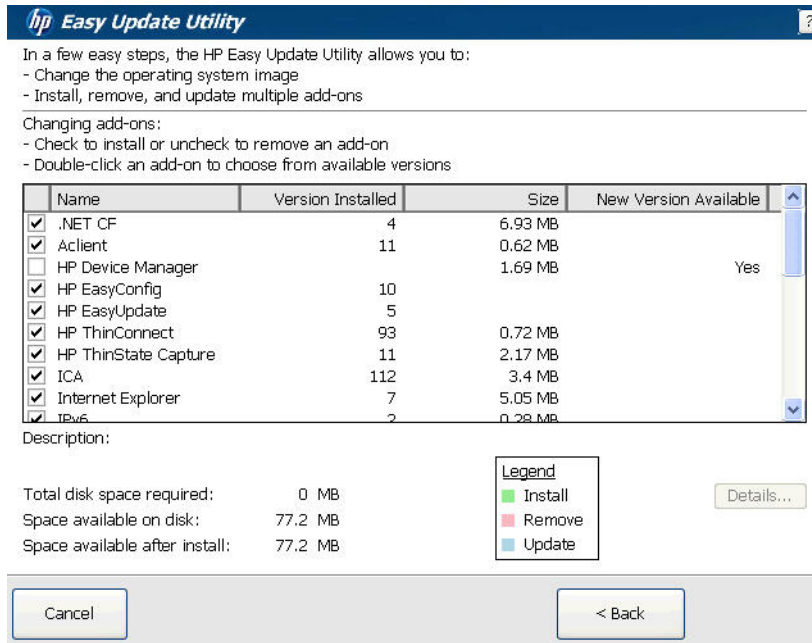 hp Easy Update Utility
?
In a few easy steps, the HP Easy Update Utility allows you to:
- Change the operating system image
- Install, remove, and update multiple add-ons
Changing add-ons:
- Check to install or uncheck to remove an add-on
- Double-click an add-on to choose from available versions
Name Version Installed Size New Version Available
.NET CF 4 6.93 MB
Aclient 11 0.62 MB
HP Device Manager 1.69 MB Yes
HP EasyConfig 10
HP EasyUpdate 5
HP ThinConnect 93 0.72 MB
HP ThinState Capture 11 2.17 MB
ICA 112 3.4 MB
Internet Explorer 7 5.05 MB
IPv6 2 0.28 MB
Description:
Legend
Total disk space required: 0 MB Install Details...
Space available on disk: 77.2 MB Remove
Space available after install: 77.2 MB Update
Cancel < Back